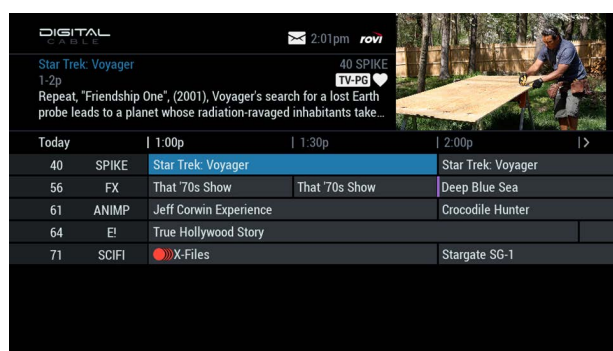 DIGITAL
CABLE
2:01pm rovi
Star Trek: Voyager 40 SPIKE
1-2p TV-PG
Repeat, "Friendship One", (2001), Voyager's search for a lost Earth
probe leads to a planet whose radiation-ravaged inhabitants take...
Today 1:00p 1:30p 2:00p
40 SPIKE Star Trek: Voyager Star Trek: Voyager
56 FX That '70s Show That '70s Show Deep Blue Sea
61 ANIMP Jeff Corwin Experience Crocodile Hunter
64 E! True Hollywood Story
71 SCIFI X-Files Stargate SG-1